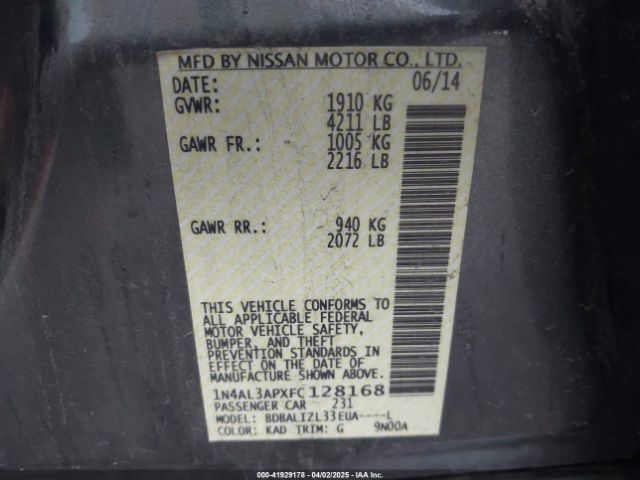 MFD BY NISSAN MOTOR CO., LTD.
DATE: 06/14
GVWR: 1910 KG
4211 LB
GAWR FR.: 1005 KG
2216 LB
GAWR RR.: 940 KG
2072 LB
THIS VEHICLE CONFORMS TO
ALL APPLICABLE FEDERAL
MOTOR VEHICLE SAFETY,
BUMPER, AND THEFT
PREVENTION STANDARDS IN
EFFECT ON THE DATE OF
MANUFACTURE SHOWN ABOVE.
1N4AL3APXFC128168
PASSENGER CAR 231
MODEL: BDBALIZL33EUA----L
COLOR: KAD TRIM: G 9N00A
000-41929178 | 04/02/2025 | IAAI.com